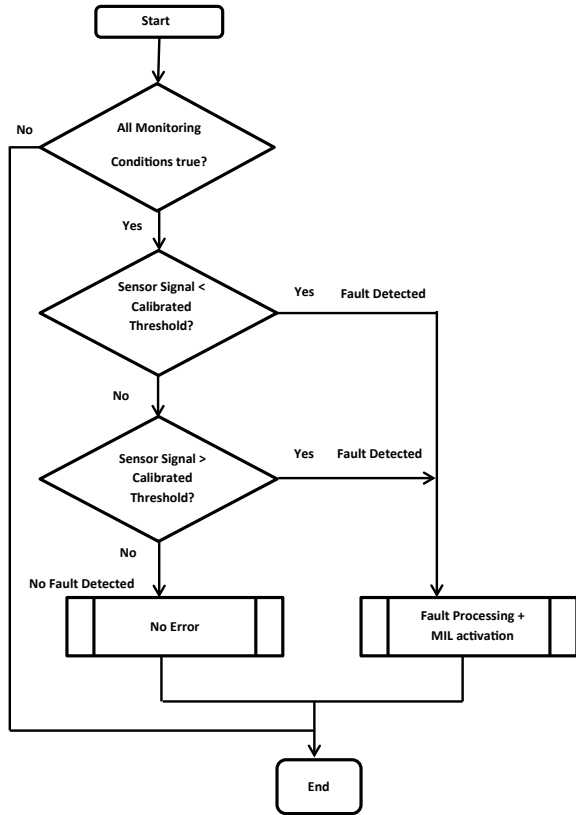 Start
No
All Monitoring
Conditions true?
Yes
Sensor Signal <
Calibrated
Threshold?
Yes Fault Detected
No
Sensor Signal >
Calibrated
Threshold?
Yes Fault Detected
No
No Fault Detected
No Error
Fault Processing +
MIL activation
End